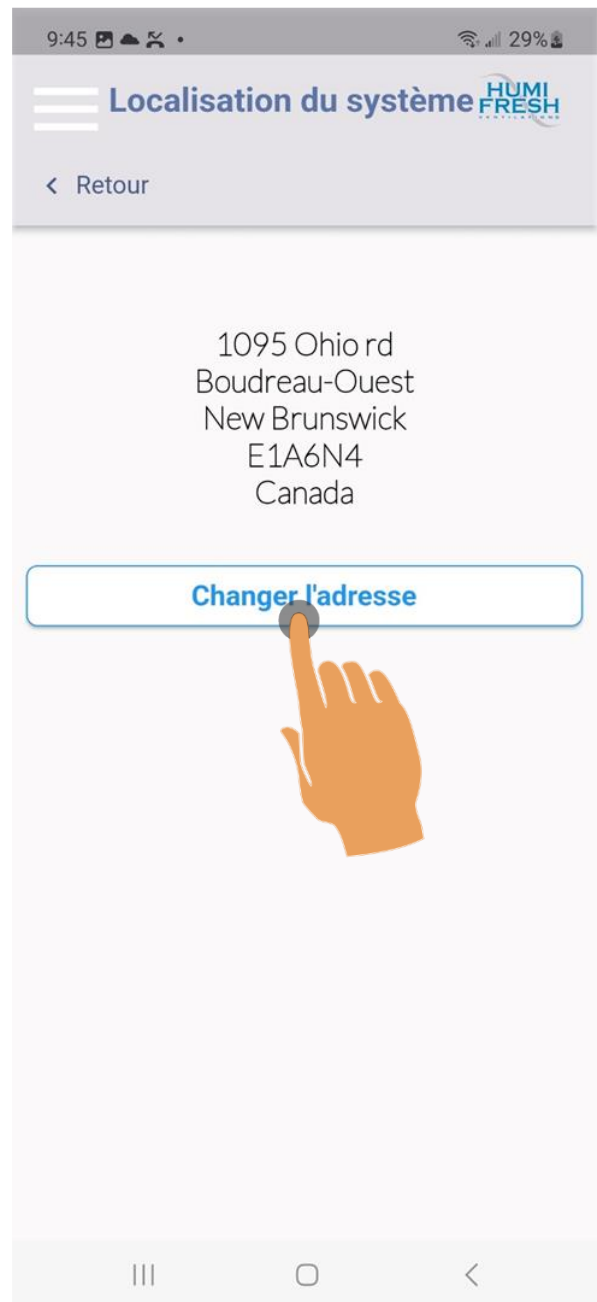 9:45 29%
Localisation du système
HUMI
FRESH
VENTILATIONS
< Retour
1095 Ohio rd
Boudreau-Ouest
New Brunswick
E1A6N4
Canada
Changer l'adresse